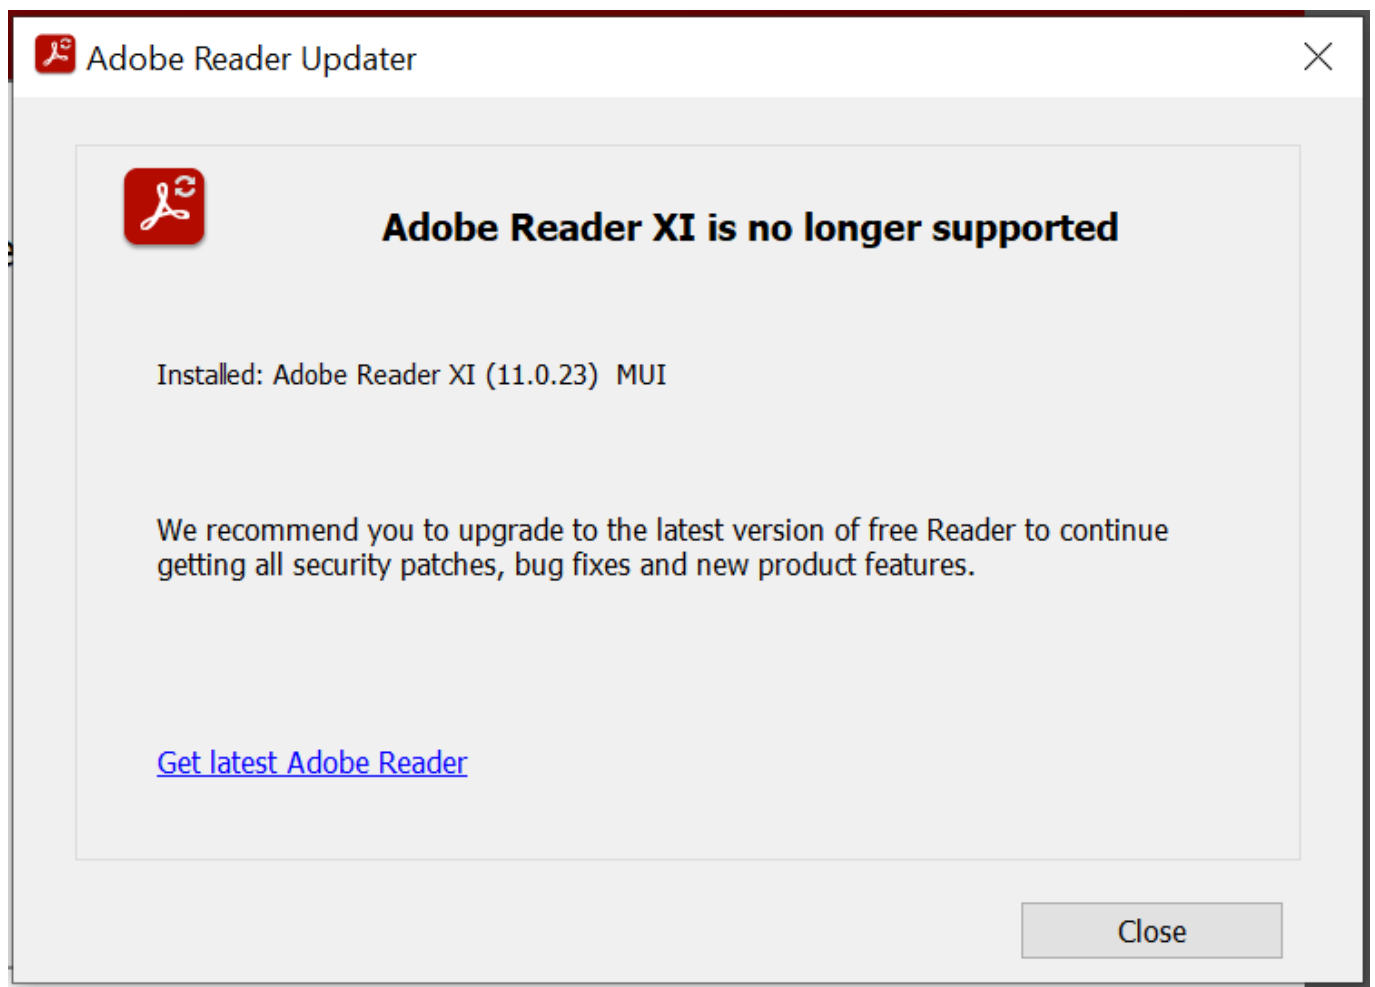 Adobe Reader Updater
Adobe Reader XI is no longer supported
Installed: Adobe Reader XI (11.0.23)  MUI
We recommend you to upgrade to the latest version of free Reader to continue
getting all security patches, bug fixes and new product features.
Get latest Adobe Reader
Close